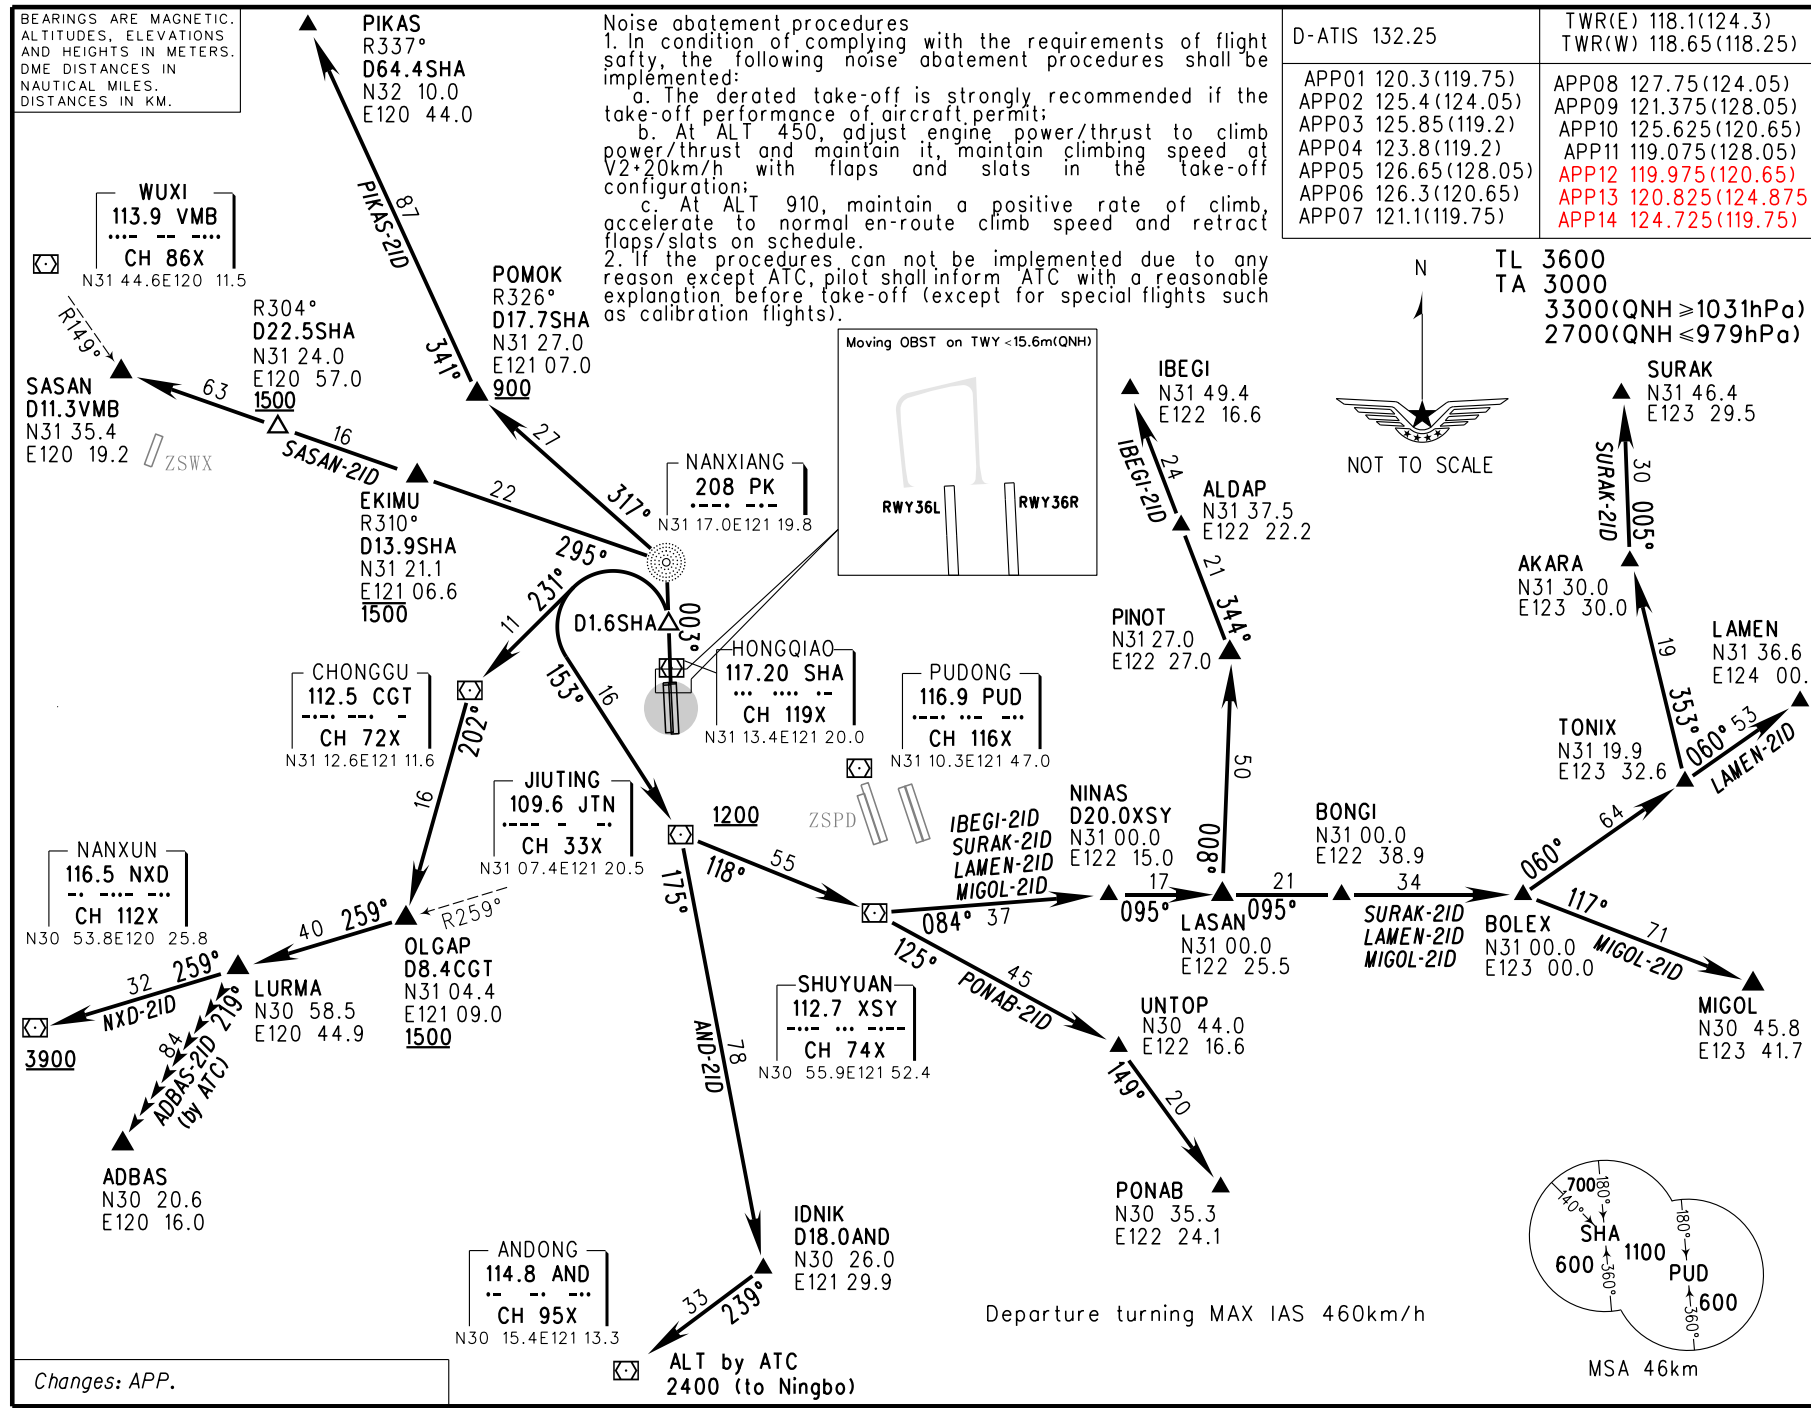 BEARINGS ARE MAGNETIC.
ALTITUDES, ELEVATIONS
AND HEIGHTS IN METERS.
DME DISTANCES IN
NAUTICAL MILES.
DISTANCES IN KM.
PIKAS
R337°
D64.4SHA
N32 10.0
E120 44.0
Noise abatement procedures
1. In condition of complying with the requirements of flight
safty, the following noise abatement procedures shall be
implemented:
a. The derated take-off is strongly recommended if the
take-off performance of aircraft permit;
b. At ALT 450, adjust engine power/thrust to climb
power/thrust and maintain it, maintain climbing speed at
V2+20km/h with flaps and slats in the take-off
configuration;
c. At ALT 910, maintain a positive rate of climb,
accelerate to normal en-route climb speed and retract
flaps/slats on schedule.
2. If the procedures can not be implemented due to any
reason except ATC, pilot shall inform ATC with a reasonable
explanation before take-off (except for special flights such
as calibration flights).
D-ATIS 132.25
TWR(E) 118.1(124.3)
TWR(W) 118.65(118.25)
APP01 120.3(119.75)
APP02 125.4(124.05)
APP03 125.85(119.2)
APP04 123.8(119.2)
APP05 126.65(128.05)
APP06 126.3(120.65)
APP07 121.1(119.75)
APP08 127.75(124.05)
APP09 121.375(128.05)
APP10 125.625(120.65)
APP11 119.075(128.05)
APP12 119.975(120.65)
APP13 120.825(124.875
APP14 124.725(119.75)
TL 3600
TA 3000
3300(QNH ≥1031hPa)
2700(QNH ≤979hPa)
N
NOT TO SCALE
WUXI
113.9 VMB
CH 86X
N31 44.6E120 11.5
R149°
87
PIKAS-2ID
341°
POMOK
R326°
D17.7SHA
N31 27.0
E121 07.0
900
R304°
D22.5SHA
N31 24.0
E120 57.0
1500
SASAN
D11.3VMB
N31 35.4
E120 19.2
63
ZSWX
16
SASAN-2ID
22
27
317°
295°
EKIMU
R310°
D13.9SHA
N31 21.1
E121 06.6
1500
NANXIANG
208 PK
N31 17.0E121 19.8
Moving OBST on TWY <15.6m(QNH)
RWY36L
RWY36R
IBEGI
N31 49.4
E122 16.6
24
IBEGI-2ID
ALDAP
N31 37.5
E122 22.2
21
344°
PINOT
N31 27.0
E122 27.0
SURAK
N31 46.4
E123 29.5
30
005°
SURAK-2ID
AKARA
N31 30.0
E123 30.0
19
353°
LAMEN
N31 36.6
E124 00.
TONIX
N31 19.9
E123 32.6
060°
53
LAMEN-2ID
231°
11
D1.6SHA
003°
HONGQIAO
117.20 SHA
CH 119X
N31 13.4E121 20.0
CHONGGU
112.5 CGT
CH 72X
N31 12.6E121 11.6
202°
16
153°
16
PUDONG
116.9 PUD
CH 116X
N31 10.3E121 47.0
ZSPD
JIUTING
109.6 JTN
CH 33X
N31 07.4E121 20.5
1200
118°
55
175°
IBEGI-2ID
SURAK-2ID
LAMEN-2ID
MIGOL-2ID
084°
37
NINAS
D20.0XSY
N31 00.0
E122 15.0
17
095°
50
008°
LASAN
N31 00.0
E122 25.5
21
095°
BONGI
N31 00.0
E122 38.9
34
SURAK-2ID
LAMEN-2ID
MIGOL-2ID
BOLEX
N31 00.0
E123 00.0
060°
64
117°
71
MIGOL-2ID
MIGOL
N30 45.8
E123 41.7
NANXUN
116.5 NXD
CH 112X
N30 53.8E120 25.8
R259°
259°
40
OLGAP
D8.4CGT
N31 04.4
E121 09.0
1500
259°
32
NXD-2ID
3900
LURMA
N30 58.5
E120 44.9
219°
84
ADBAS-2ID
(by ATC)
ADBAS
N30 20.6
E120 16.0
SHUYUAN
112.7 XSY
CH 74X
N30 55.9E121 52.4
125°
45
PONAB-2ID
UNTOP
N30 44.0
E122 16.6
149°
20
PONAB
N30 35.3
E122 24.1
78
AND-2ID
IDNIK
D18.0AND
N30 26.0
E121 29.9
ANDONG
114.8 AND
CH 95X
N30 15.4E121 13.3
33
239°
ALT by ATC
2400 (to Ningbo)
Departure turning MAX IAS 460km/h
700
180°
140°
SHA
600
360°
1100
180°
PUD
600
360°
MSA 46km
Changes: APP.